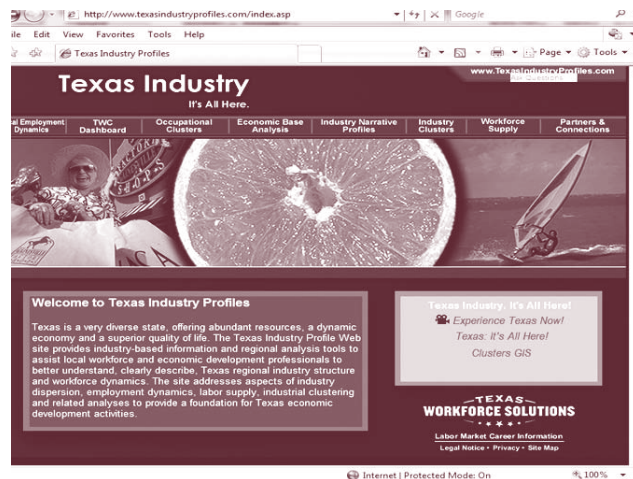 http://www.texasindustryprofiles.com/index.asp
Google
ile Edit View Favorites Tools Help
Texas Industry Profiles
Page Tools
www.TexasIndustryProfiles.com
Texas Industry
It's All Here.
al Employment Dynamics
TWC Dashboard
Occupational Clusters
Economic Base Analysis
Industry Narrative Profiles
Industry Clusters
Workforce Supply
Partners & Connections
Welcome to Texas Industry Profiles
Texas is a very diverse state, offering abundant resources, a dynamic
economy and a superior quality of life. The Texas Industry Profile Web
site provides industry-based information and regional analysis tools to
assist local workforce and economic development professionals to
better understand, clearly describe, Texas regional industry structure
and workforce dynamics. The site addresses aspects of industry
dispersion, employment dynamics, labor supply, industrial clustering
and related analyses to provide a foundation for Texas economic
development activities.
Texas Industry. It's All Here!
Experience Texas Now!
Texas: It's All Here!
Clusters GIS
TEXAS
WORKFORCE SOLUTIONS
Labor Market Career Information
Legal Notice • Privacy • Site Map
Internet | Protected Mode: On
100%